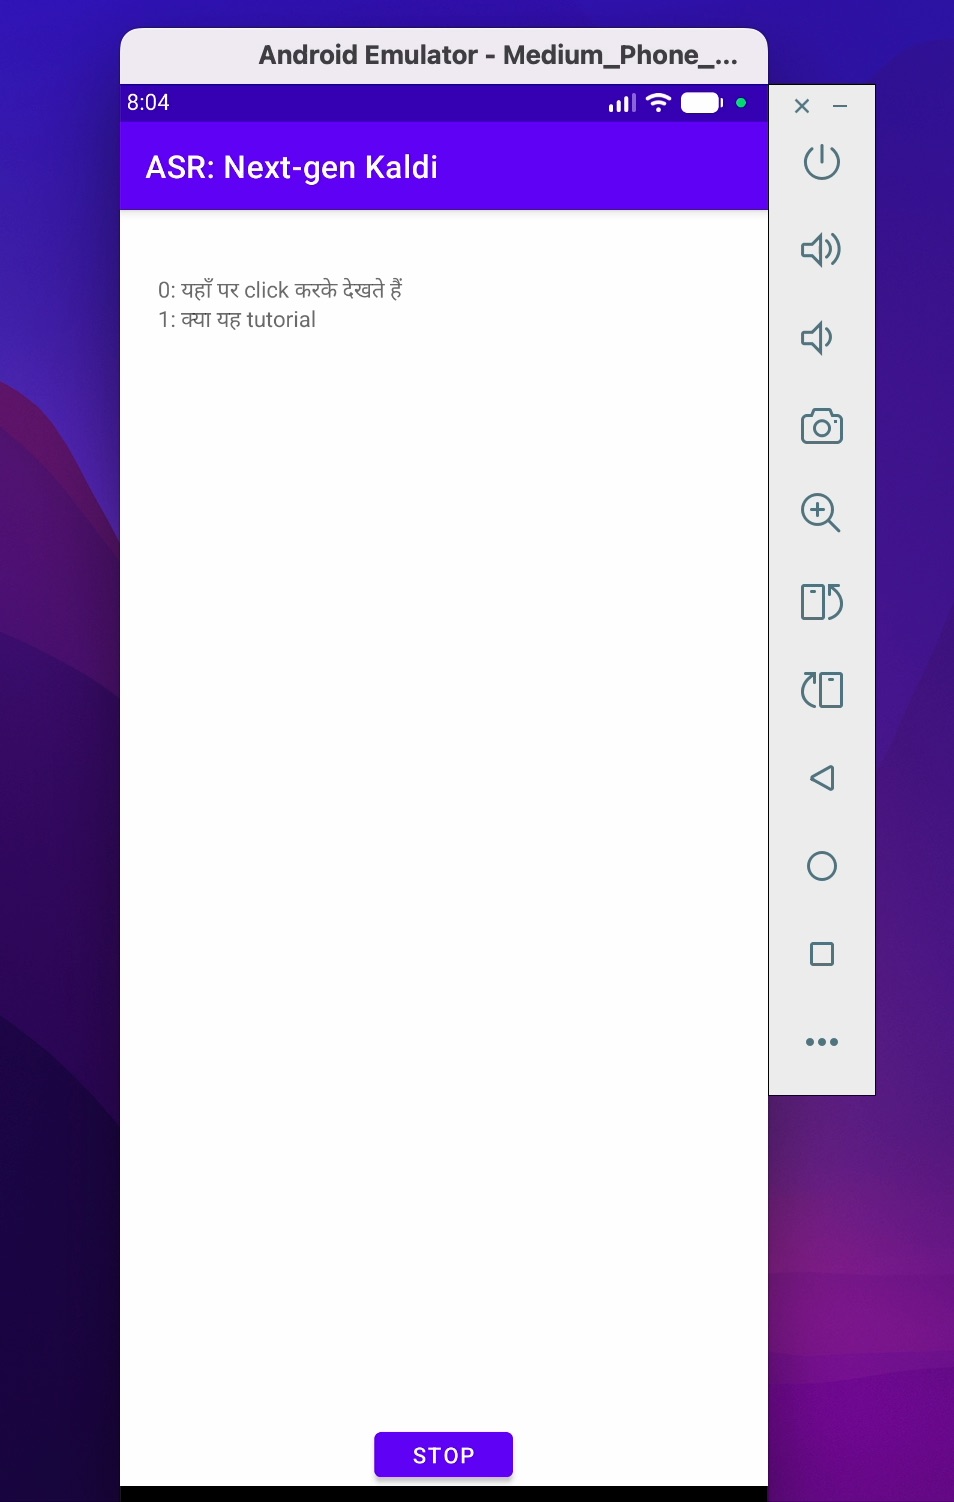 Android Emulator - Medium_Phone_...
8:04
ASR: Next-gen Kaldi
0: यहाँ पर click करके देखते हैं
1: क्या यह tutorial
STOP